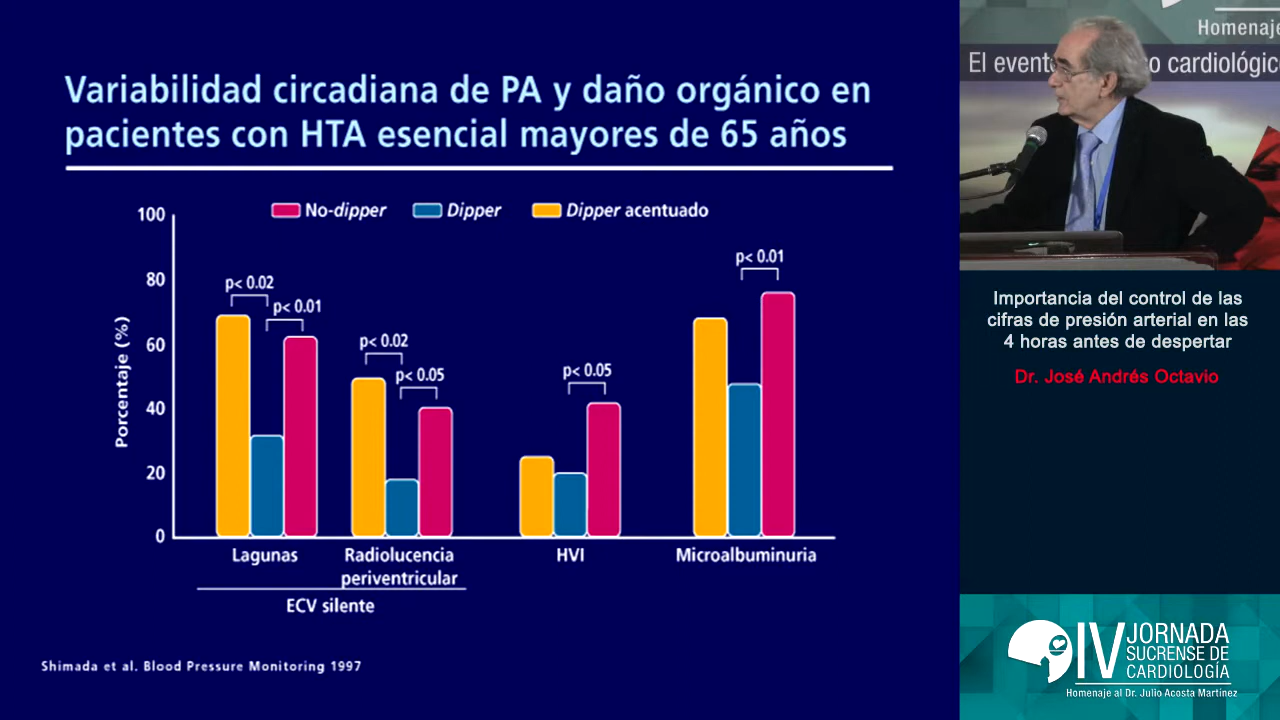 Variabilidad circadiana de PA y daño orgánico en
pacientes con HTA esencial mayores de 65 años
No-dipper
Dipper
Dipper acentuado
Porcentaje (%)
100
80
60
40
20
0
p< 0.02
p< 0.01
p< 0.02
p< 0.05
p< 0.05
p< 0.01
Lagunas
Radiolucencia
periventricular
HVI
Microalbuminuria
ECV silente
Shimada et al. Blood Pressure Monitoring 1997
Homenaje
El event o cardiológic
Importancia del control de las
cifras de presión arterial en las
4 horas antes de despertar
Dr. José Andrés Octavio
IV JORNADA
SUCRENSE DE
CARDIOLOGÍA
Homenaje al Dr. Julio Acosta Martínez